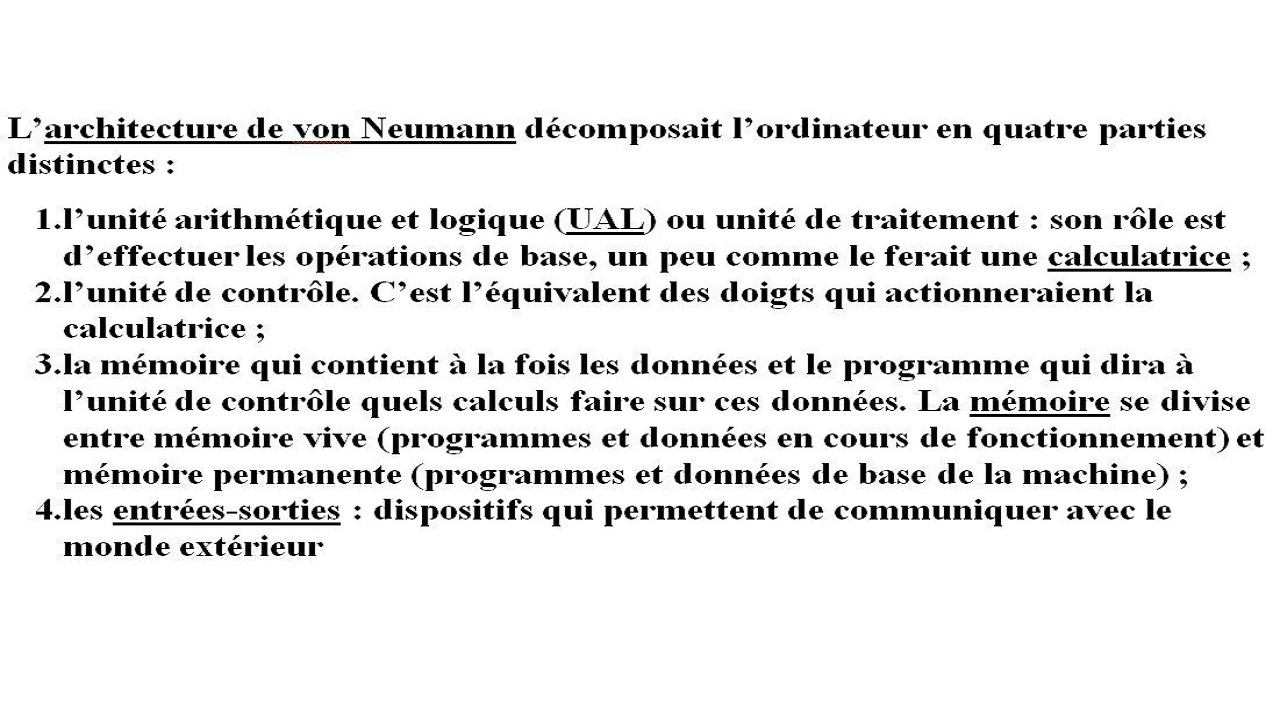 L’architecture de von Neumann décomposait l’ordinateur en quatre parties
distinctes :
1.l’unité arithmétique et logique (UAL) ou unité de traitement : son rôle est
d’effectuer les opérations de base, un peu comme le ferait une calculatrice ;
2.l’unité de contrôle. C’est l’équivalent des doigts qui actionneraient la
calculatrice ;
3.la mémoire qui contient à la fois les données et le programme qui dira à
l’unité de contrôle quels calculs faire sur ces données. La mémoire se divise
entre mémoire vive (programmes et données en cours de fonctionnement) et
mémoire permanente (programmes et données de base de la machine) ;
4.les entrées-sorties : dispositifs qui permettent de communiquer avec le
monde extérieur